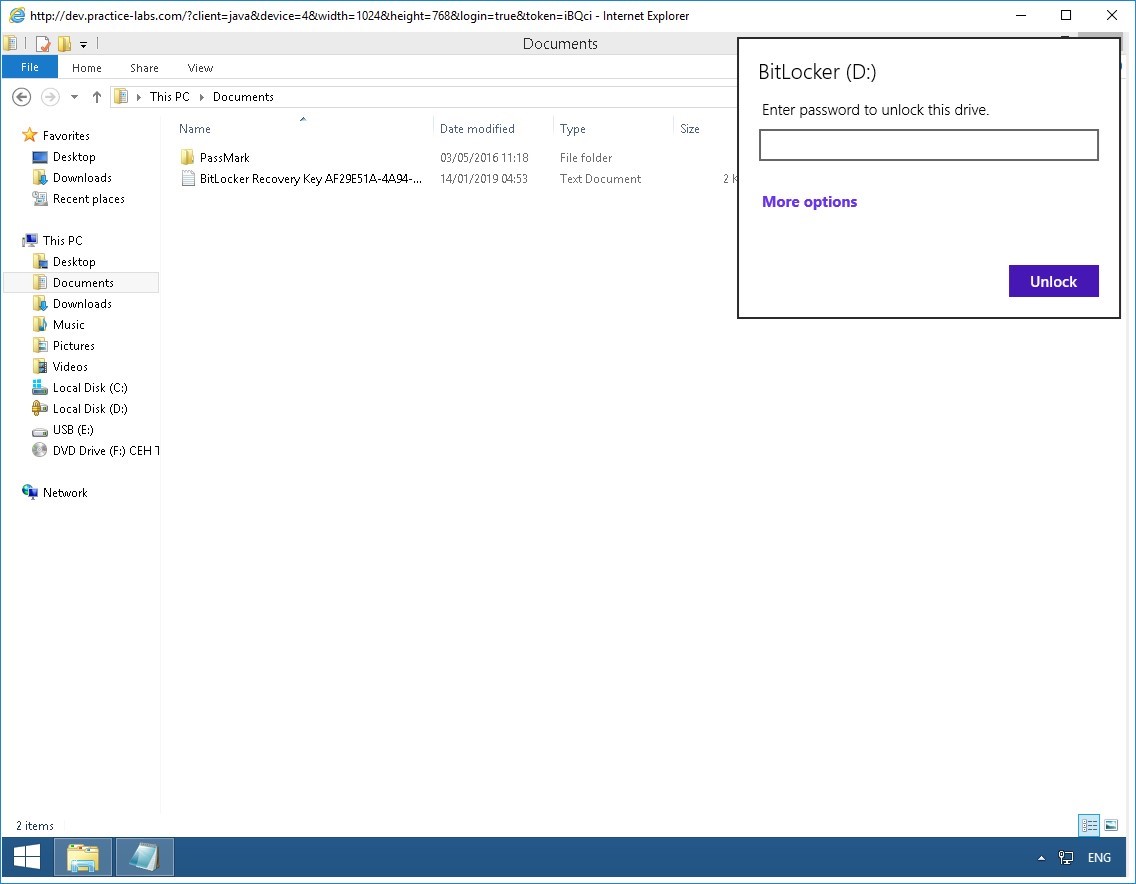 http://dev.practice-labs.com/?client=java&device=4&width=1024&height=768&login=true&token=iBQci - Internet Explorer
Documents
File Home Share View
This PC Documents
Name Date modified Type Size
PassMark 03/05/2016 11:18 File folder
BitLocker Recovery Key AF29E51A-4A94-... 14/01/2019 04:53 Text Document 2 K
Favorites
Desktop
Downloads
Recent places
This PC
Desktop
Documents
Downloads
Music
Pictures
Videos
Local Disk (C:)
Local Disk (D:)
USB (E:)
DVD Drive (F:) CEH T
Network
BitLocker (D:)
Enter password to unlock this drive.
More options
Unlock
2 items
ENG